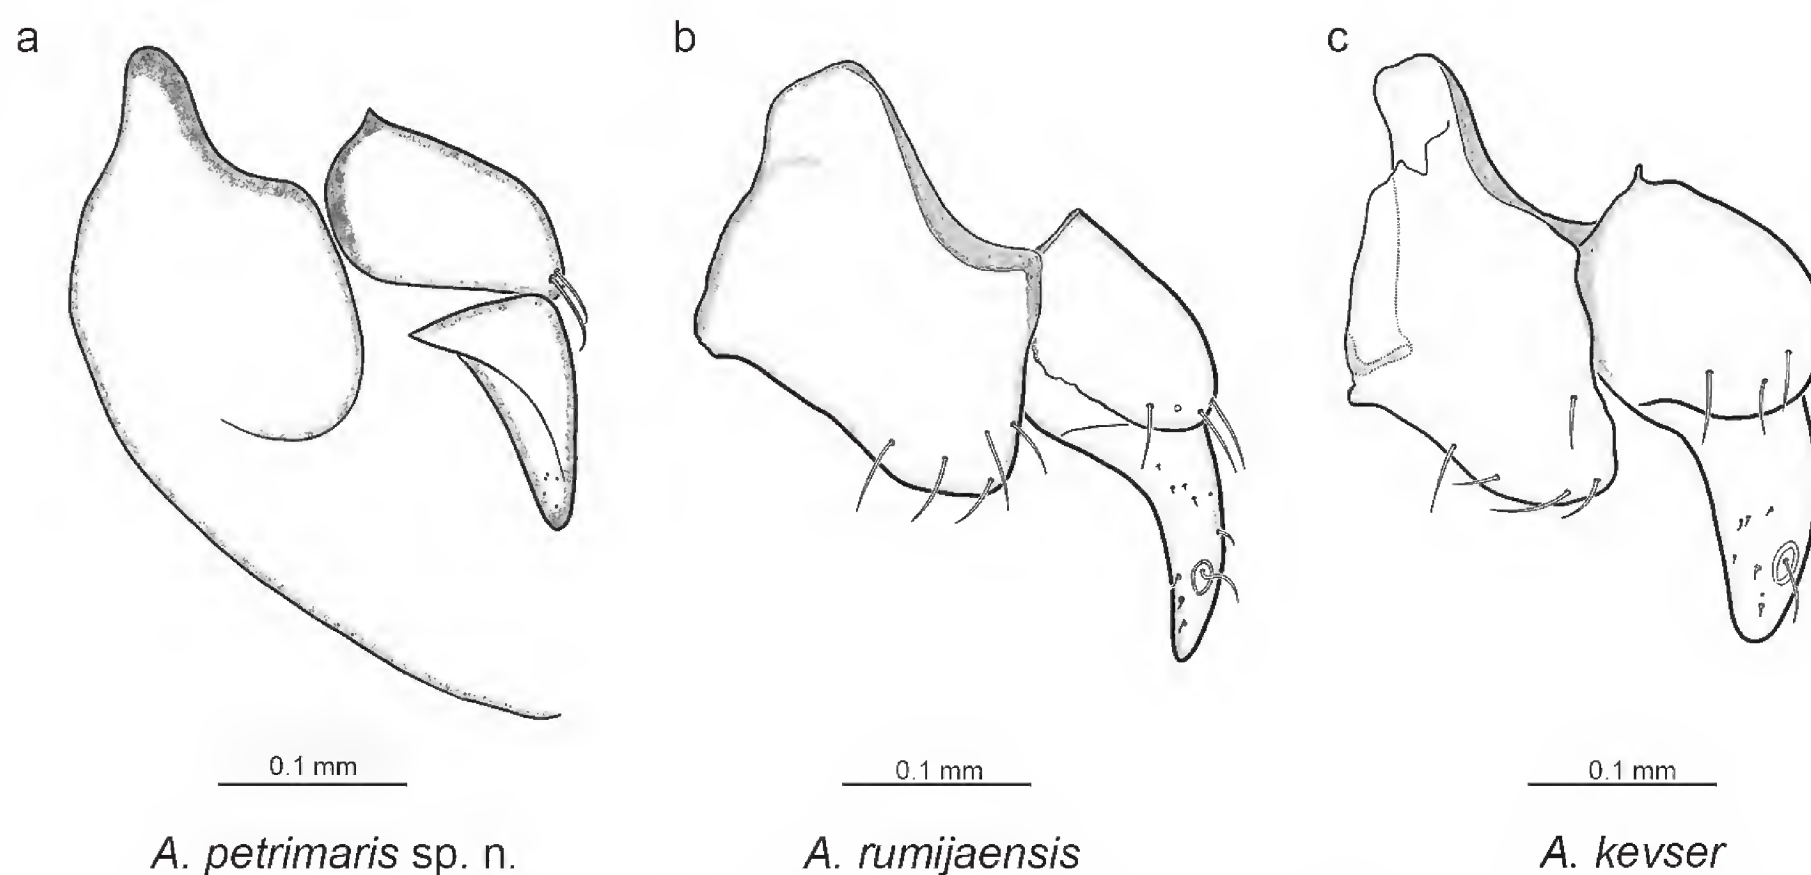 a
b
c
0.1 mm
0.1 mm
0.1 mm
A. petrimaris sp. n.
A. rumijaensis
A. kevser